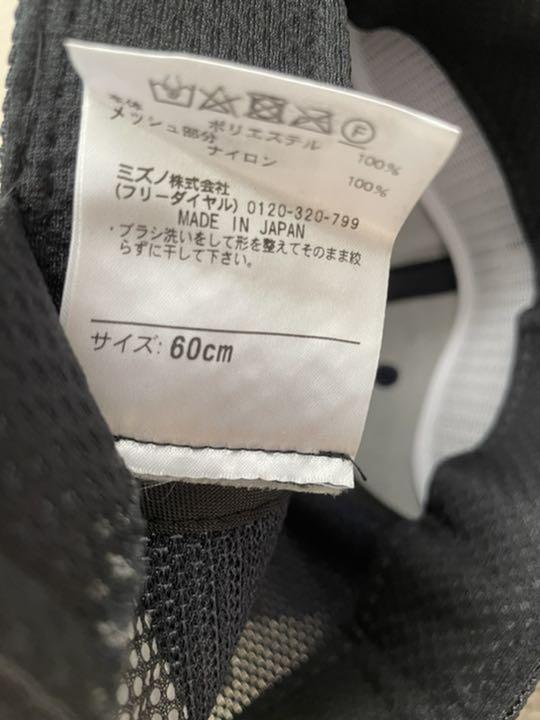 本体 ポリエステル 100%
メッシュ部分 ナイロン 100%
ミズノ株式会社
(フリーダイヤル) 0120-320-799
MADE IN JAPAN
・ブラシ洗いをして形を整えてそのまま絞
らずに干して下さい。
サイズ: 60cm